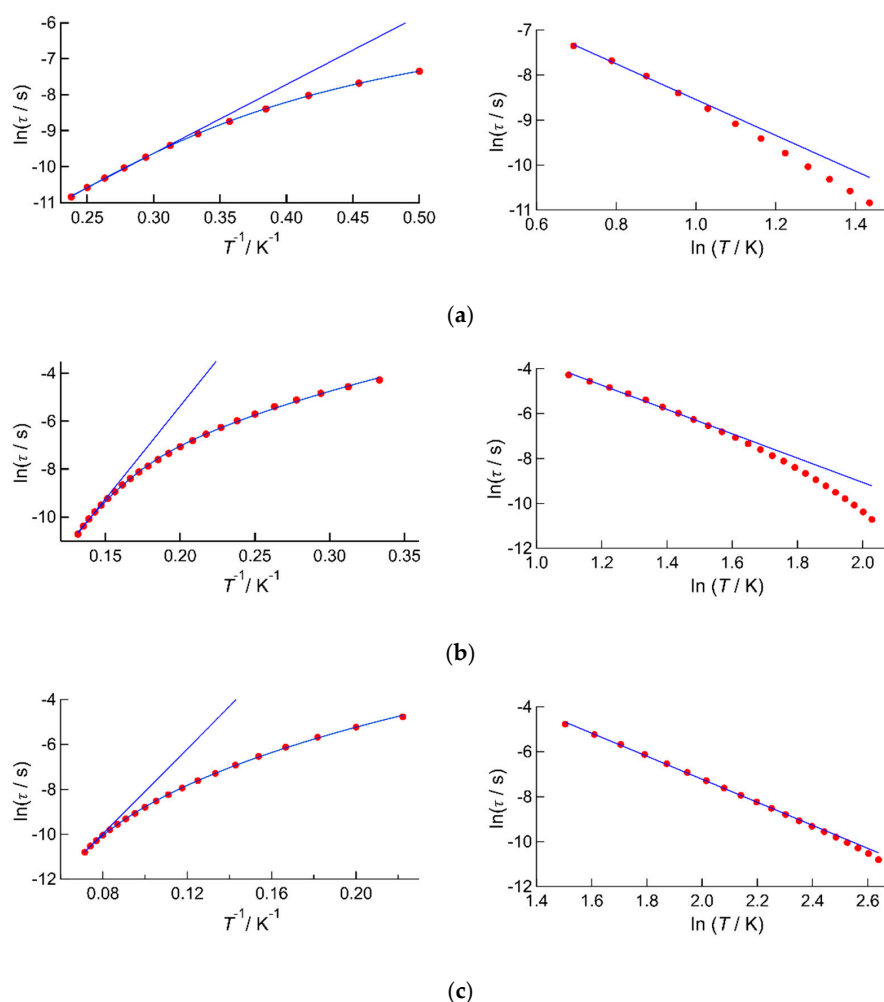 -6
-7
-8
-9
-10
-11
ln(τ / s)
0.25 0.30 0.35 0.40 0.45 0.50
T⁻¹/ K⁻¹
-7
-8
-9
-10
-11
ln(τ / s)
0.6 0.8 1.0 1.2 1.4
ln (T / K)
(a)
-4
-6
-8
-10
ln(τ / s)
0.15 0.20 0.25 0.30 0.35
T⁻¹/ K⁻¹
-4
-6
-8
-10
-12
ln(τ / s)
1.0 1.2 1.4 1.6 1.8 2.0
ln (T / K)
(b)
-4
-6
-8
-10
-12
ln(τ / s)
0.08 0.12 0.16 0.20
T⁻¹/ K⁻¹
-4
-6
-8
-10
-12
ln(τ / s)
1.4 1.6 1.8 2.0 2.2 2.4 2.6
ln (T / K)
(c)